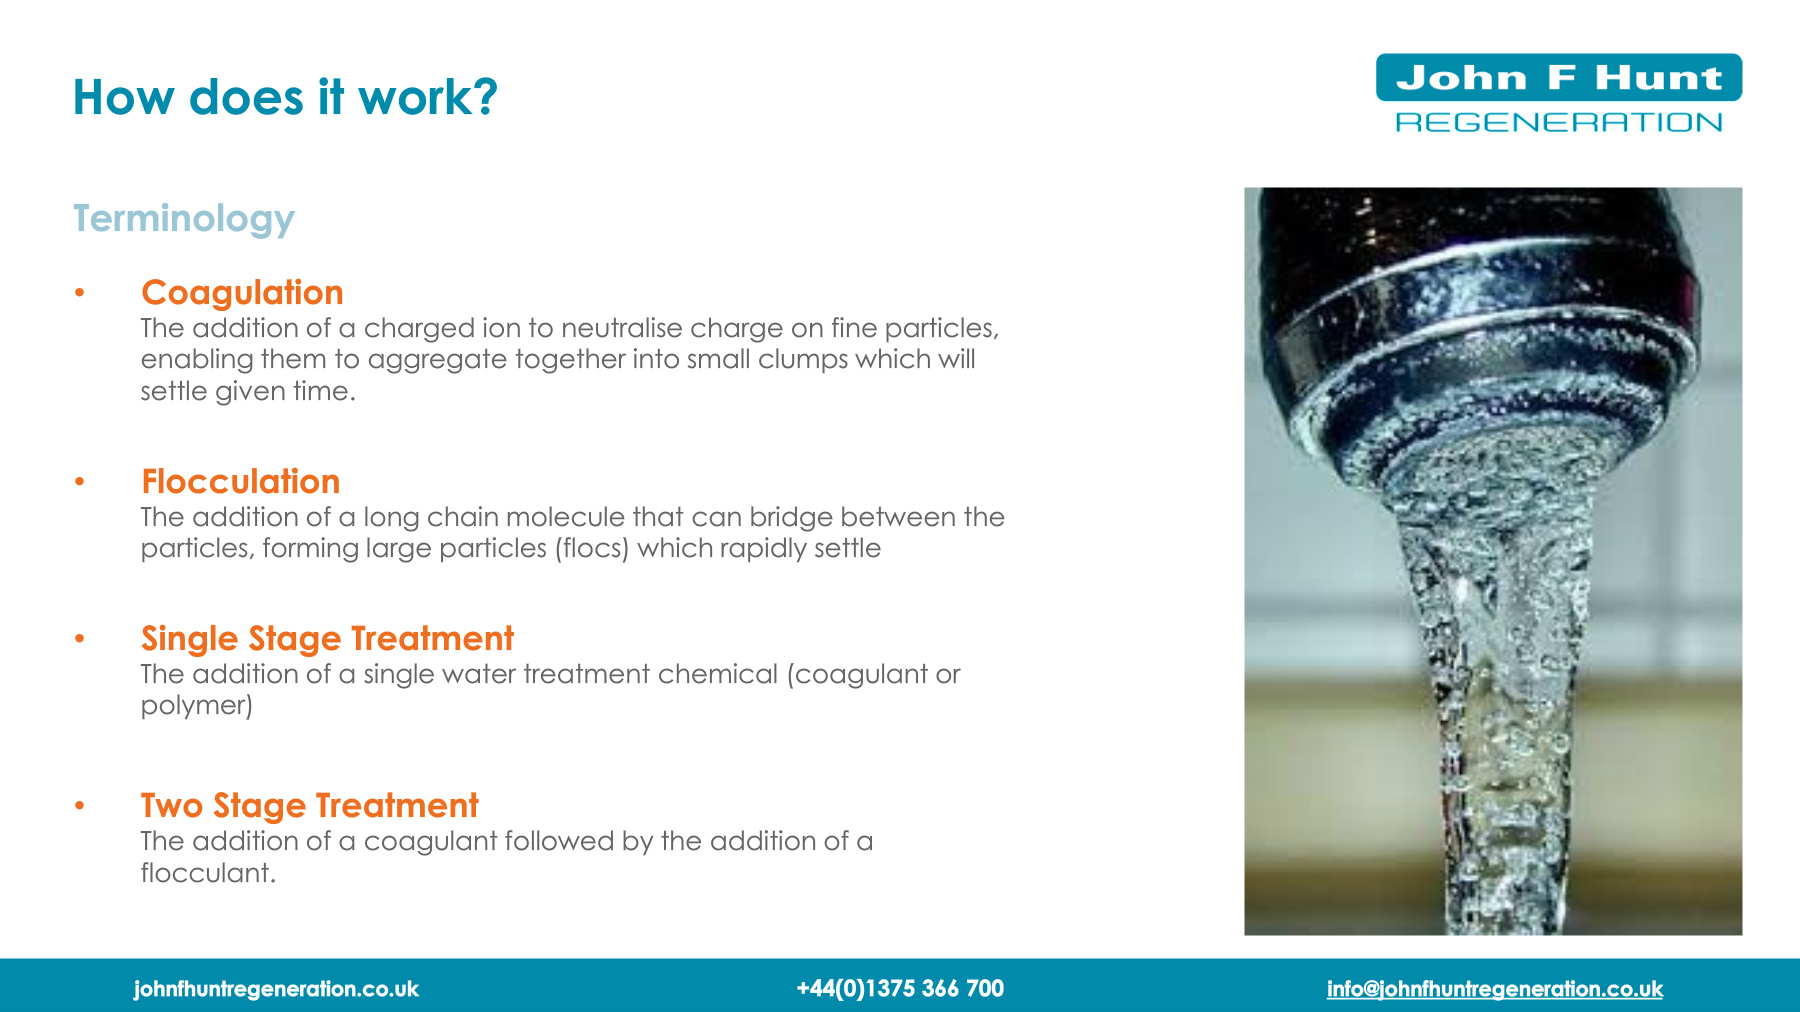 How does it work?
John F Hunt
REGENERATION
Terminology
• Coagulation
The addition of a charged ion to neutralise charge on fine particles,
enabling them to aggregate together into small clumps which will
settle given time.
• Flocculation
The addition of a long chain molecule that can bridge between the
particles, forming large particles (flocs) which rapidly settle
• Single Stage Treatment
The addition of a single water treatment chemical (coagulant or
polymer)
• Two Stage Treatment
The addition of a coagulant followed by the addition of a
flocculant.
johnfhuntregeneration.co.uk
+44(0)1375 366 700
info@johnfhuntregeneration.co.uk